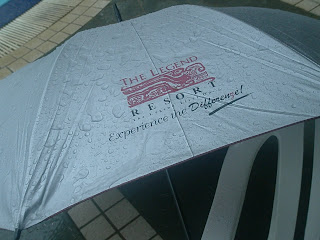 THE LEGEND
RESORT
Experience the Difference!